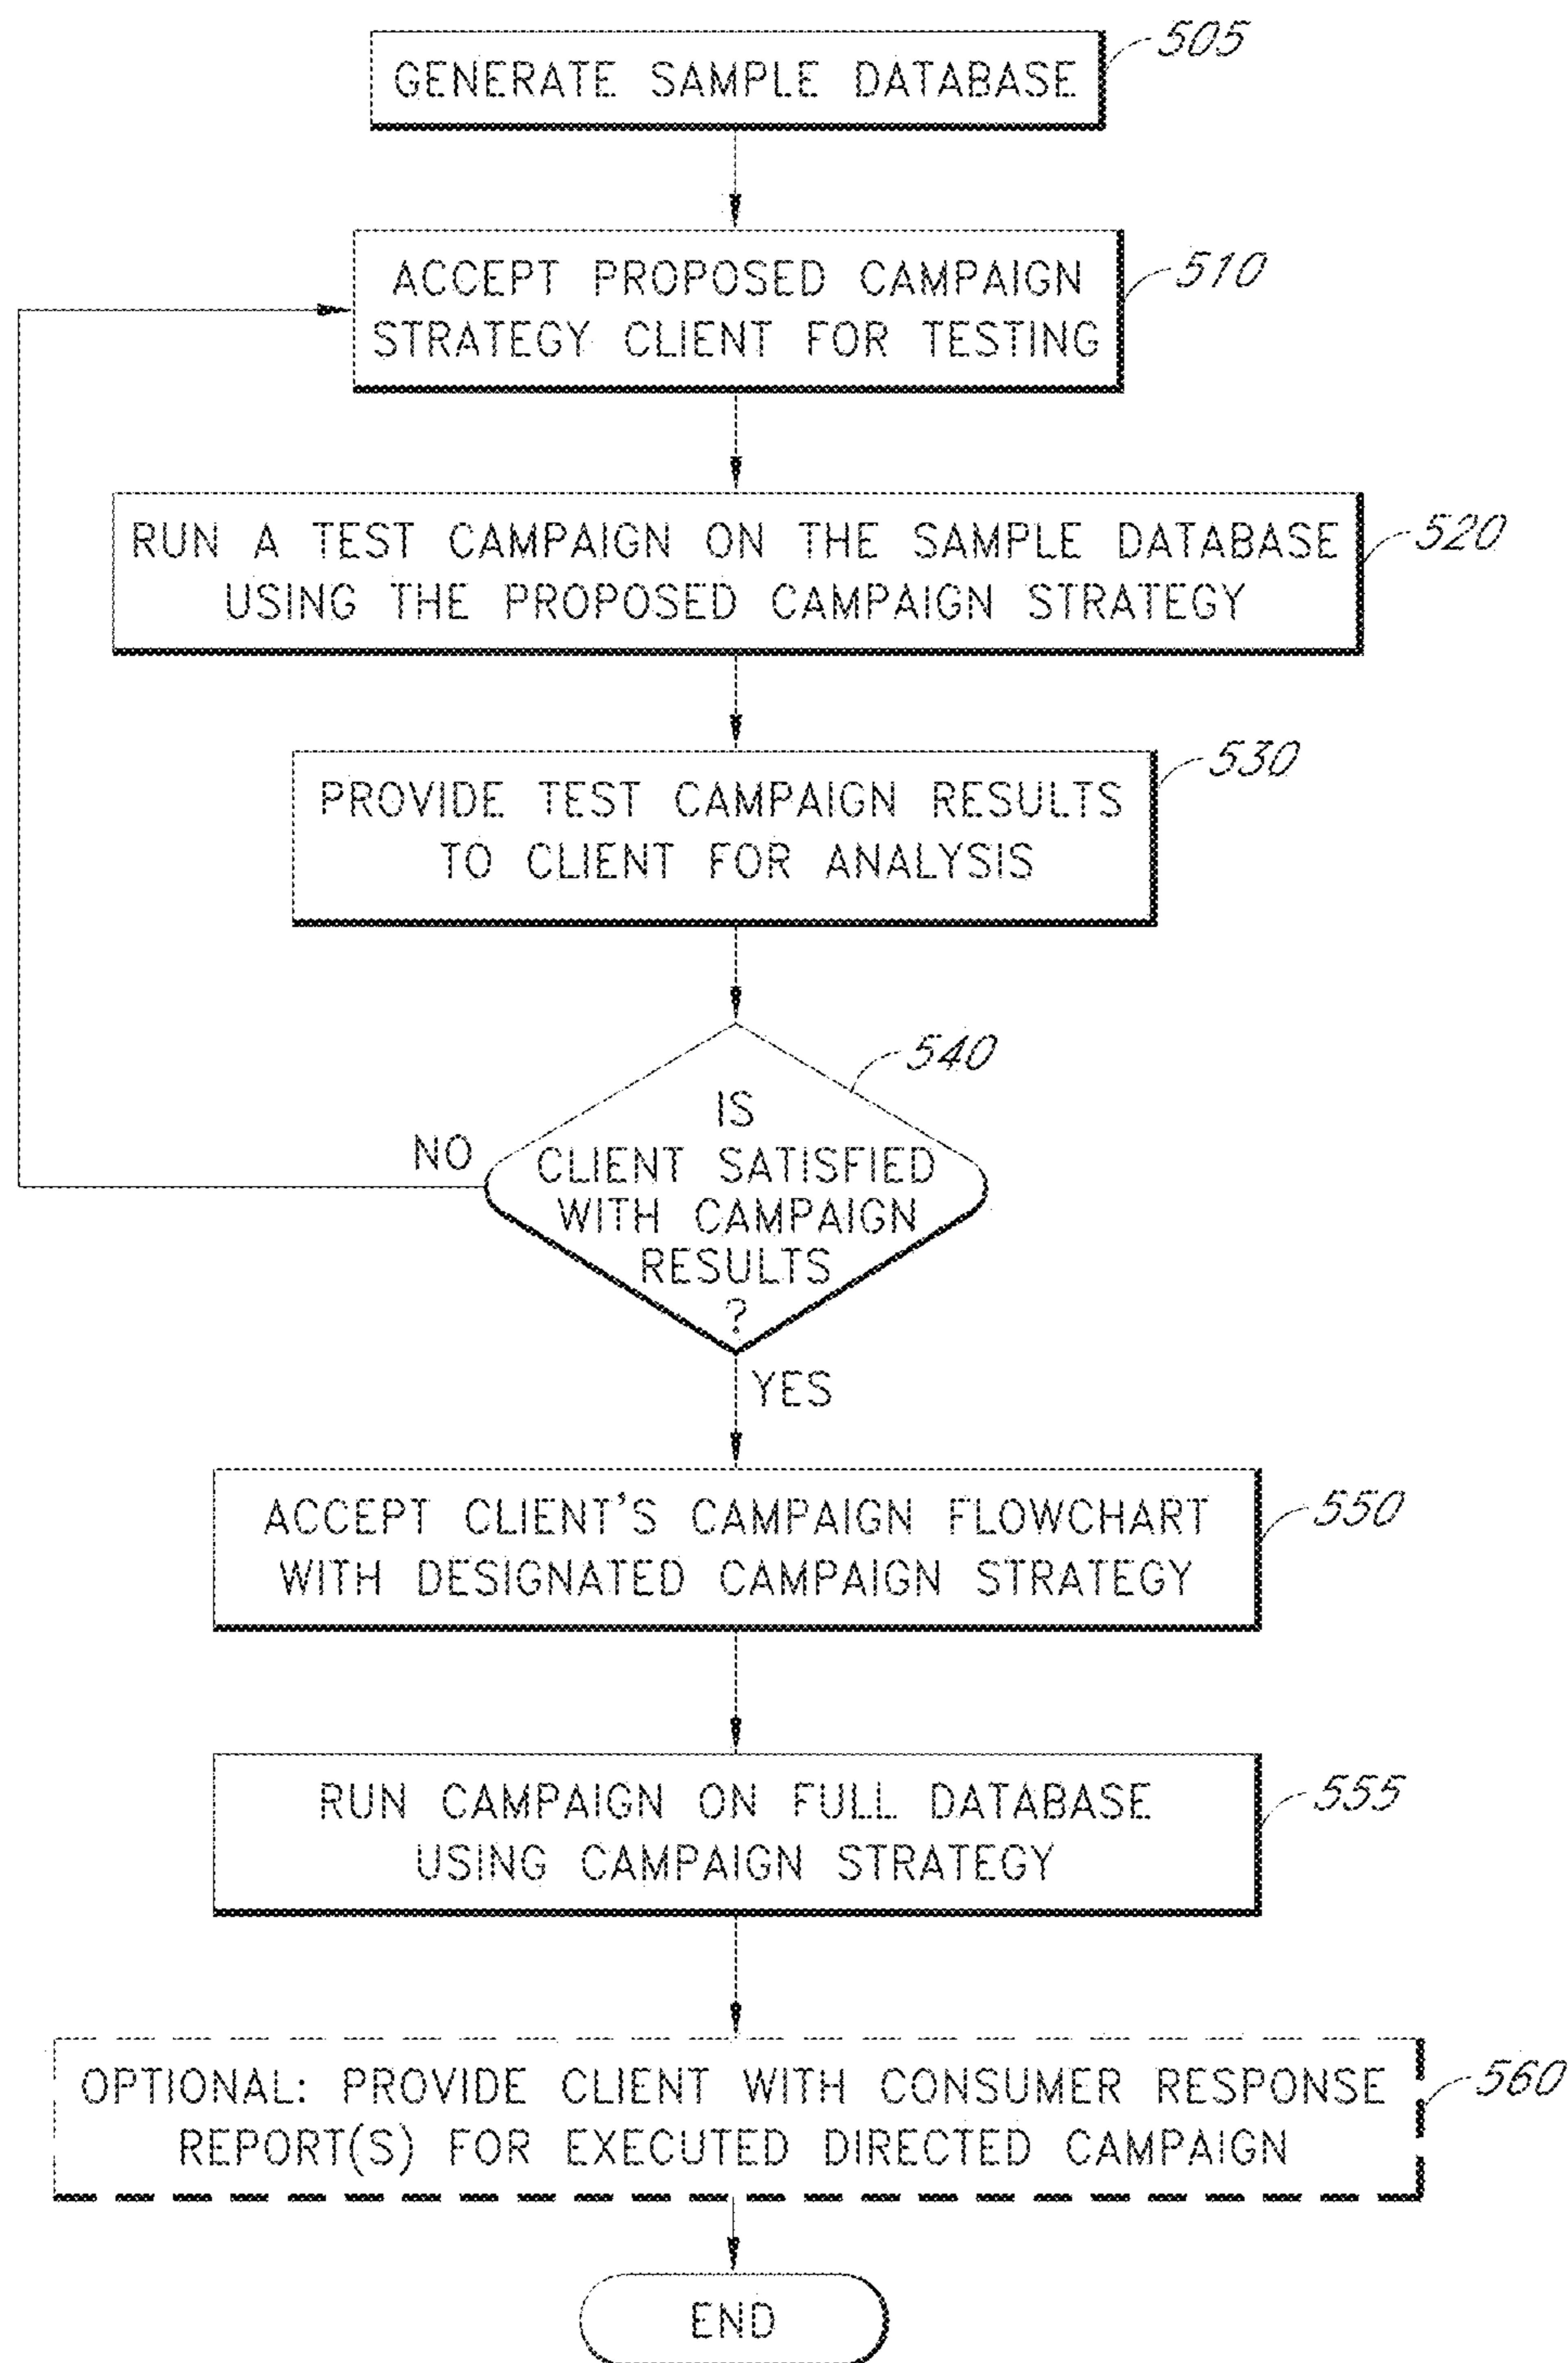 GENERATE SAMPLE DATABASE
505
ACCEPT PROPOSED CAMPAIGN
STRATEGY CLIENT FOR TESTING
510
RUN A TEST CAMPAIGN ON THE SAMPLE DATABASE
USING THE PROPOSED CAMPAIGN STRATEGY
520
PROVIDE TEST CAMPAIGN RESULTS
TO CLIENT FOR ANALYSIS
530
IS
CLIENT SATISFIED
WITH CAMPAIGN
RESULTS
?
540
NO
YES
ACCEPT CLIENT'S CAMPAIGN FLOWCHART
WITH DESIGNATED CAMPAIGN STRATEGY
550
RUN CAMPAIGN ON FULL DATABASE
USING CAMPAIGN STRATEGY
555
OPTIONAL: PROVIDE CLIENT WITH CONSUMER RESPONSE
REPORT(S) FOR EXECUTED DIRECTED CAMPAIGN
560
END